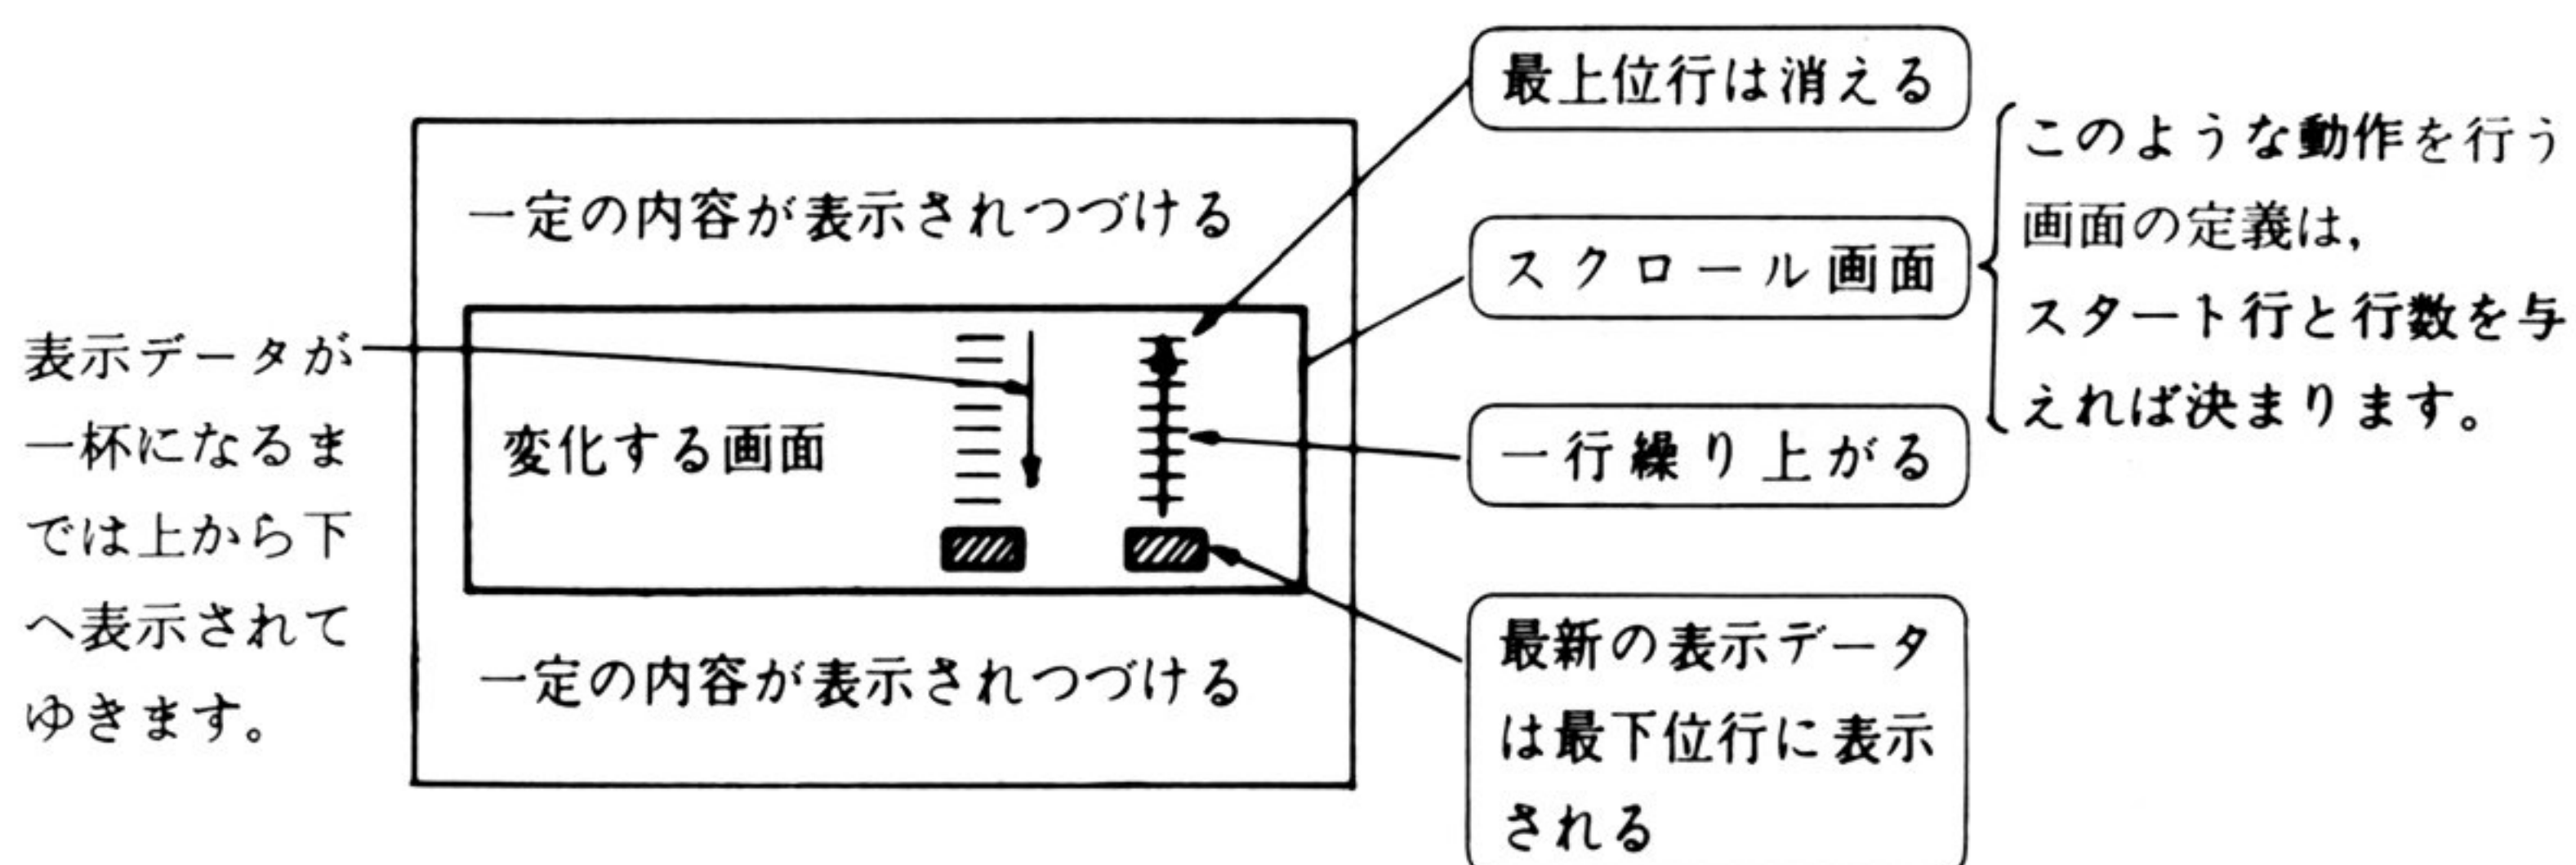 表示データが
一杯になるま
では上から下
へ表示されて
ゆきます。
一定の内容が表示されつづける
変化する画面
一定の内容が表示されつづける
最上位行は消える
スクロール画面
一行繰り上がる
最新の表示データ
は最下位行に表示
される
このような動作を行う
画面の定義は,
スタート行と行数を与
えれば決まります。